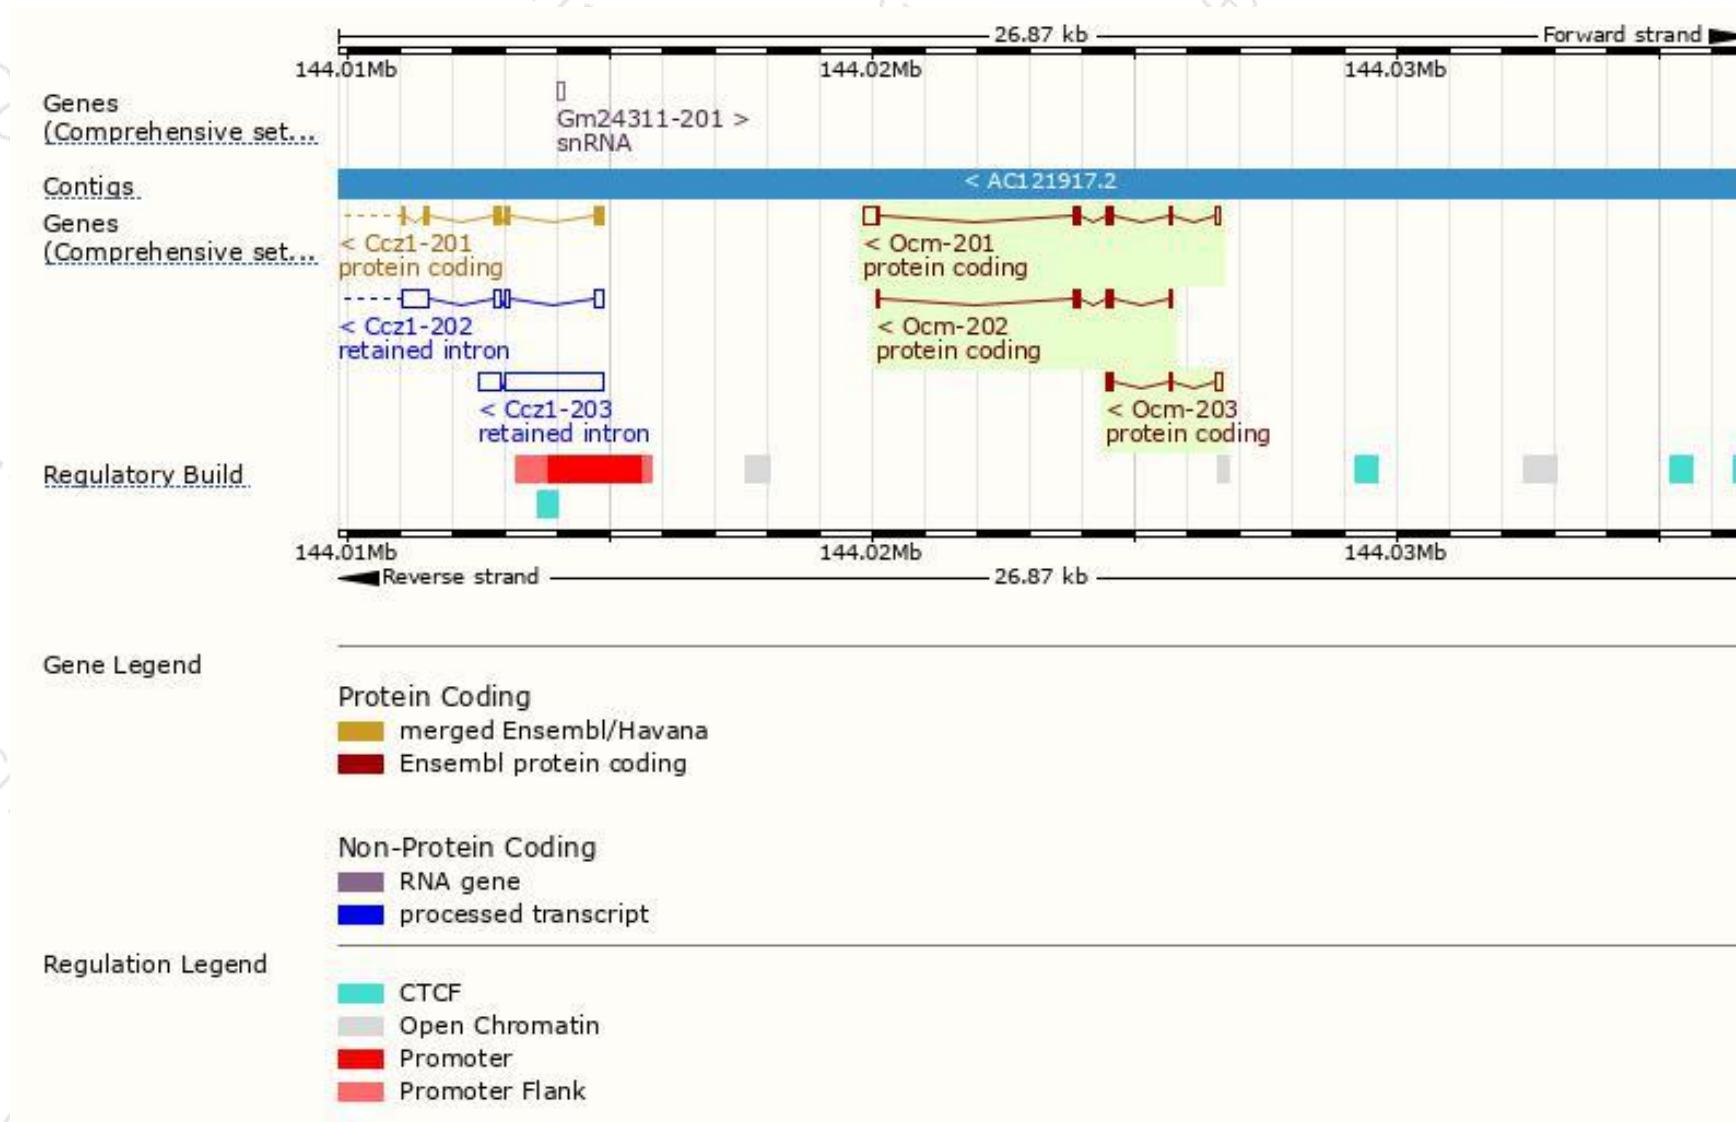 26.87 kb
Forward strand
144.01Mb 144.02Mb 144.03Mb
Genes
(Comprehensive set...
Gm24311-201 >
snRNA
Contigs
< AC121917.2
Genes
(Comprehensive set...
< Ccz1-201
protein coding
< Ocm-201
protein coding
< Ccz1-202
retained intron
< Ocm-202
protein coding
< Ccz1-203
retained intron
< Ocm-203
protein coding
Regulatory Build
144.01Mb 144.02Mb 144.03Mb
Reverse strand
26.87 kb
Gene Legend
Protein Coding
merged Ensembl/Havana
Ensembl protein coding
Non-Protein Coding
RNA gene
processed transcript
Regulation Legend
CTCF
Open Chromatin
Promoter
Promoter Flank